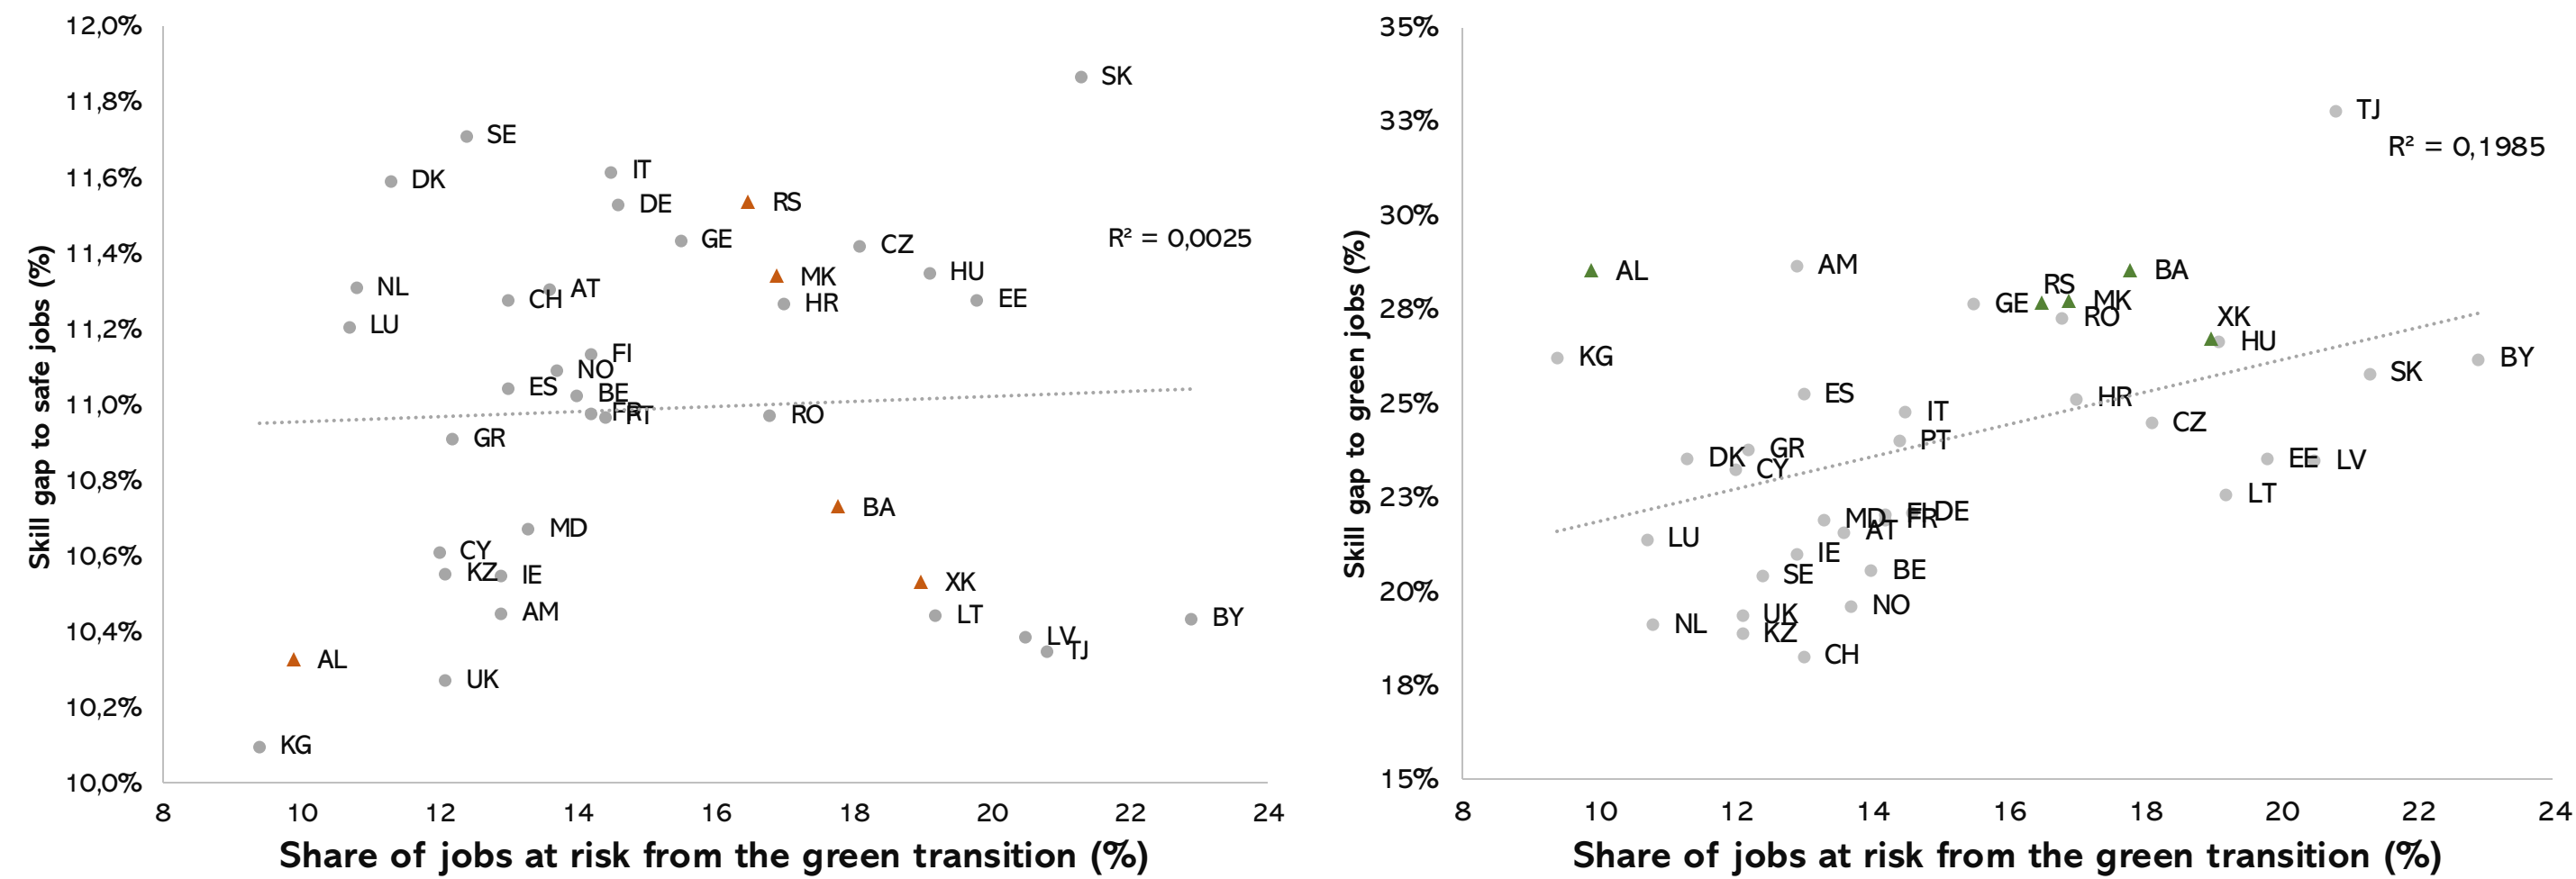 Skill gap to safe jobs (%)
12,0%
11,8%
11,6%
11,4%
11,2%
11,0%
10,8%
10,6%
10,4%
10,2%
10,0%
SK
SE
IT
DK
DE
RS
GE
R² = 0,0025
CZ
MK
HU
NL
AT
CH
HR
EE
LU
FI
NO
ES
BE
FR
PT
RO
GR
BA
MD
CY
KZ
IE
XK
AM
LT
BY
LV
TJ
AL
UK
KG
8 10 12 14 16 18 20 22 24
Share of jobs at risk from the green transition (%)
Skill gap to green jobs (%)
35%
33%
30%
28%
25%
23%
20%
18%
15%
TJ
R² = 0,1985
AL
AM
BA
RS
GE
MK
RO
XK
HU
KG
BY
SK
ES
HR
IT
CZ
PT
DK
GR
CY
EE
LV
LT
MD
FI
DE
FR
AT
LU
IE
SE
BE
NO
UK
NL
KZ
CH
8 10 12 14 16 18 20 22 24
Share of jobs at risk from the green transition (%)